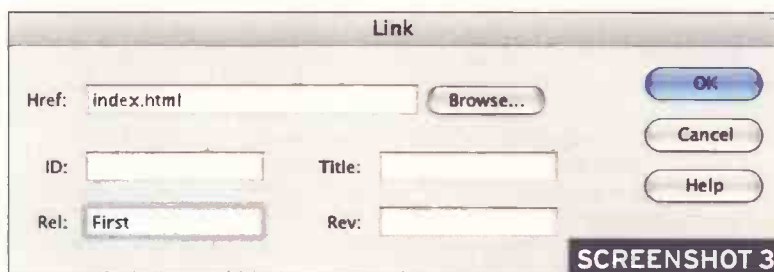 Link
Href: index.html Browse... OK
Cancel
ID: Title: Help
Rel: First Rev:
SCREENSHOT 3